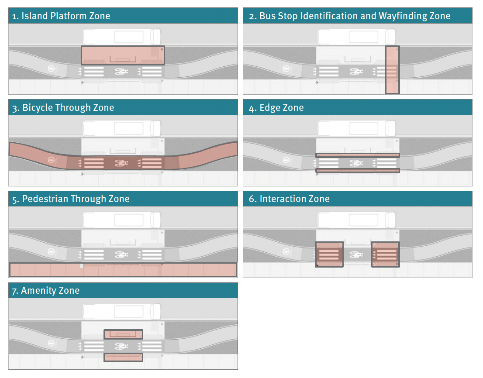 1. Island Platform Zone
2. Bus Stop Identification and Wayfinding Zone
3. Bicycle Through Zone
4. Edge Zone
5. Pedestrian Through Zone
6. Interaction Zone
7. Amenity Zone